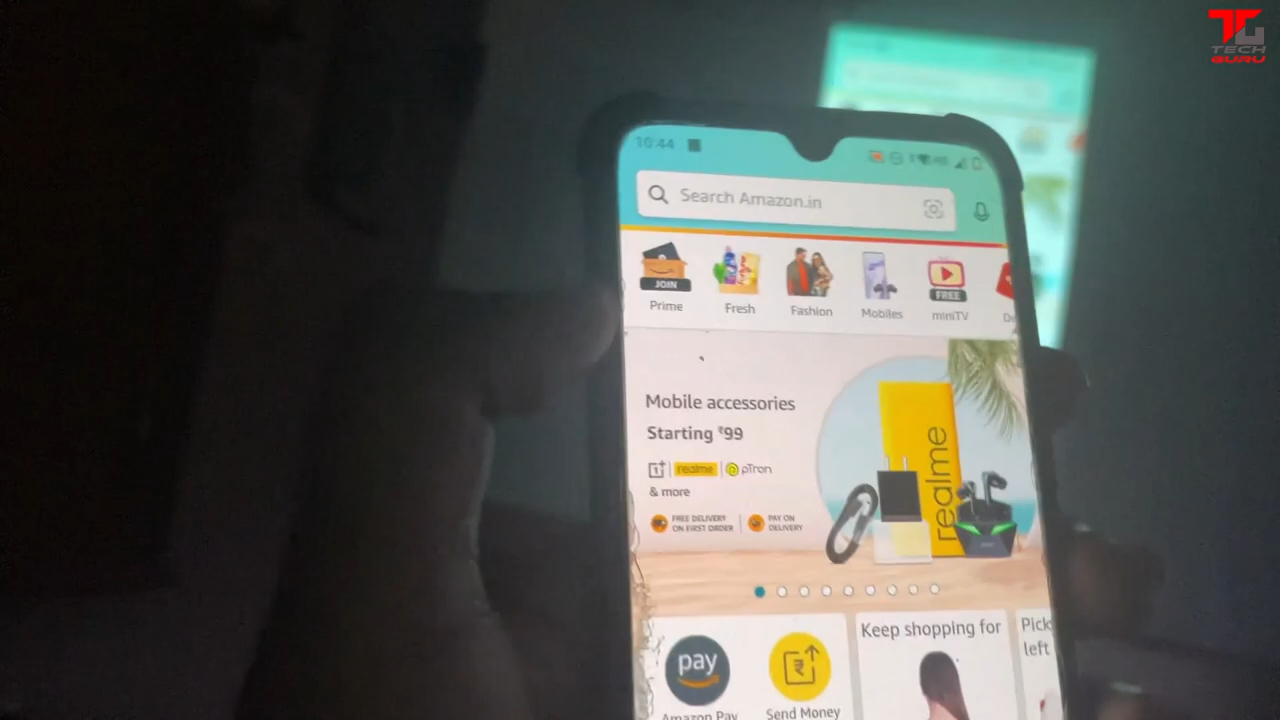 TECH
GURU
10:44
Search Amazon.in
JOIN
Prime
Fresh
Fashion
Mobiles
FREE
miniTV
Mobile accessories
Starting ₹99
realme
pTron
& more
FREE DELIVERY
ON FIRST ORDER
PAY ON
DELIVERY
realme
pay
Amazon Pay
Send Money
Keep shopping for
Pick
left